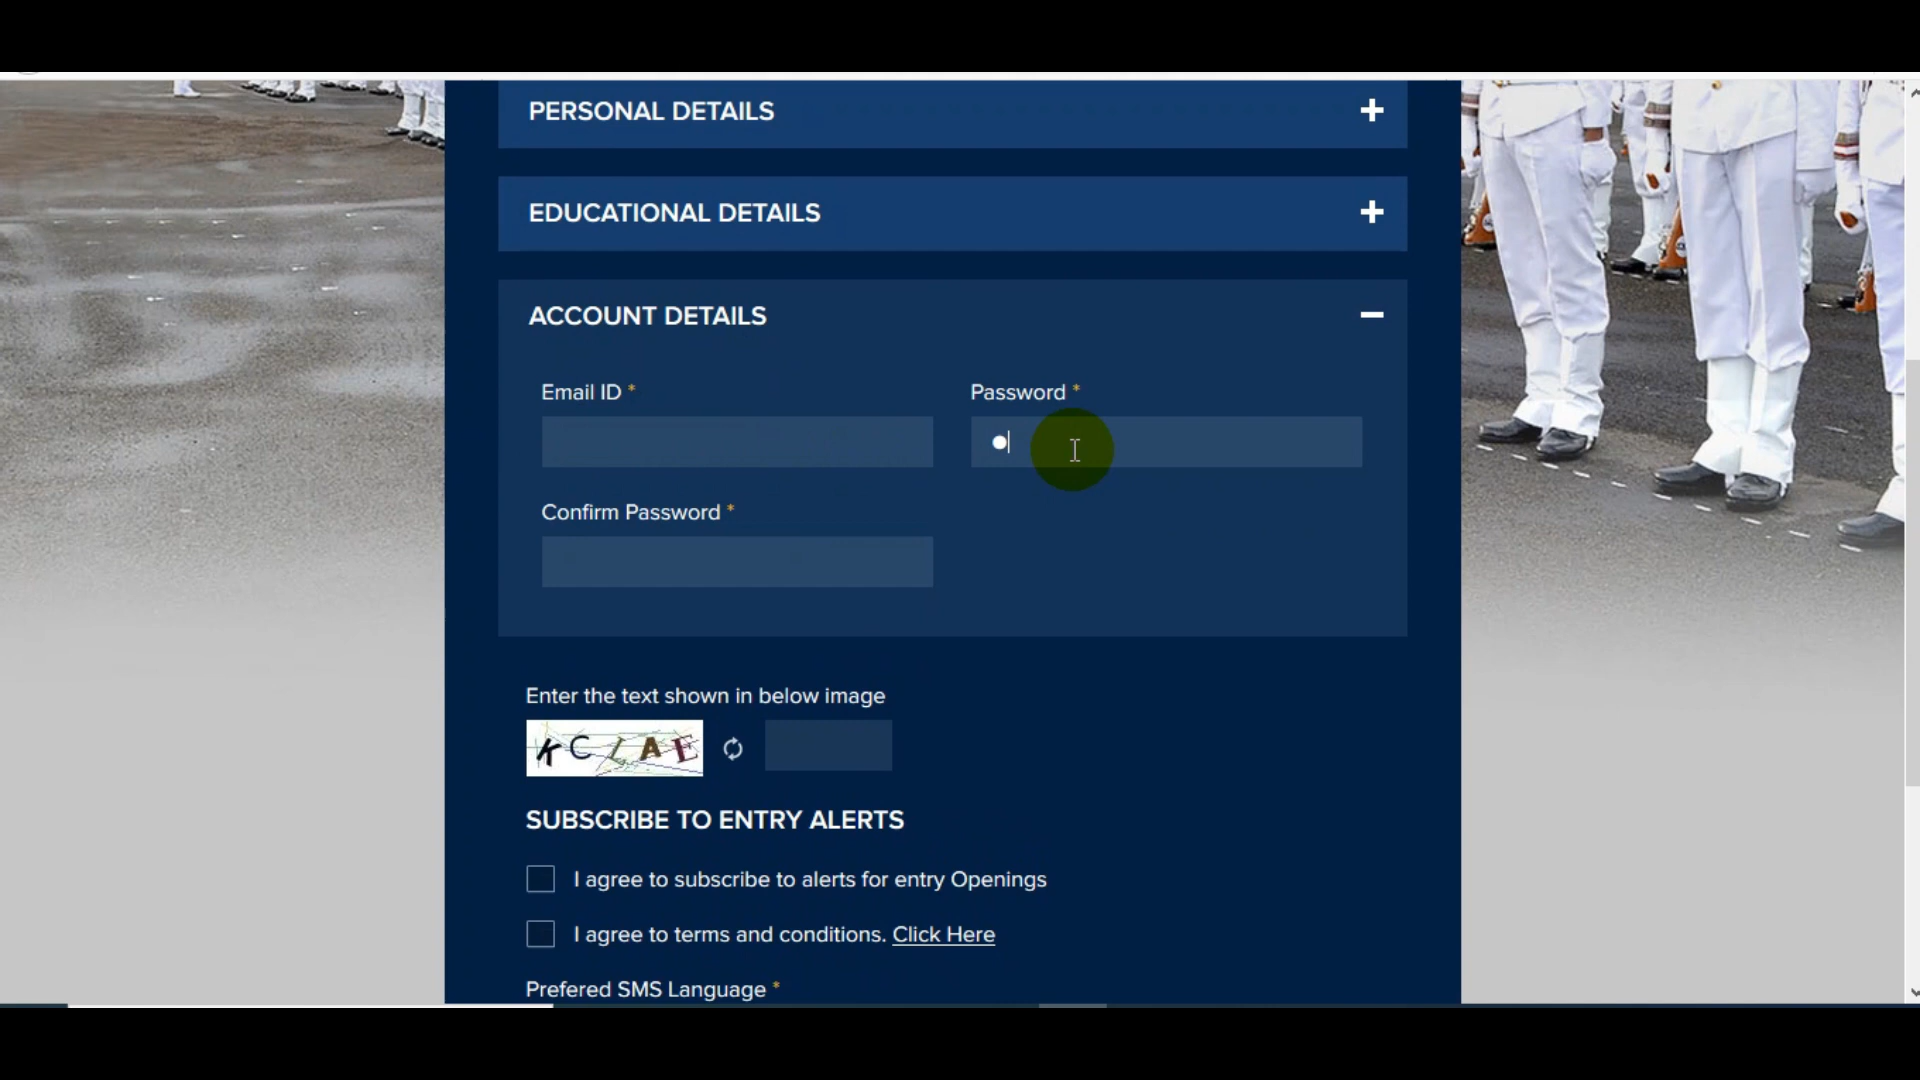 PERSONAL DETAILS
EDUCATIONAL DETAILS
ACCOUNT DETAILS
Email ID *
Password *
Confirm Password *
Enter the text shown in below image
KCLAE
SUBSCRIBE TO ENTRY ALERTS
I agree to subscribe to alerts for entry Openings
I agree to terms and conditions. Click Here
Prefered SMS Language *